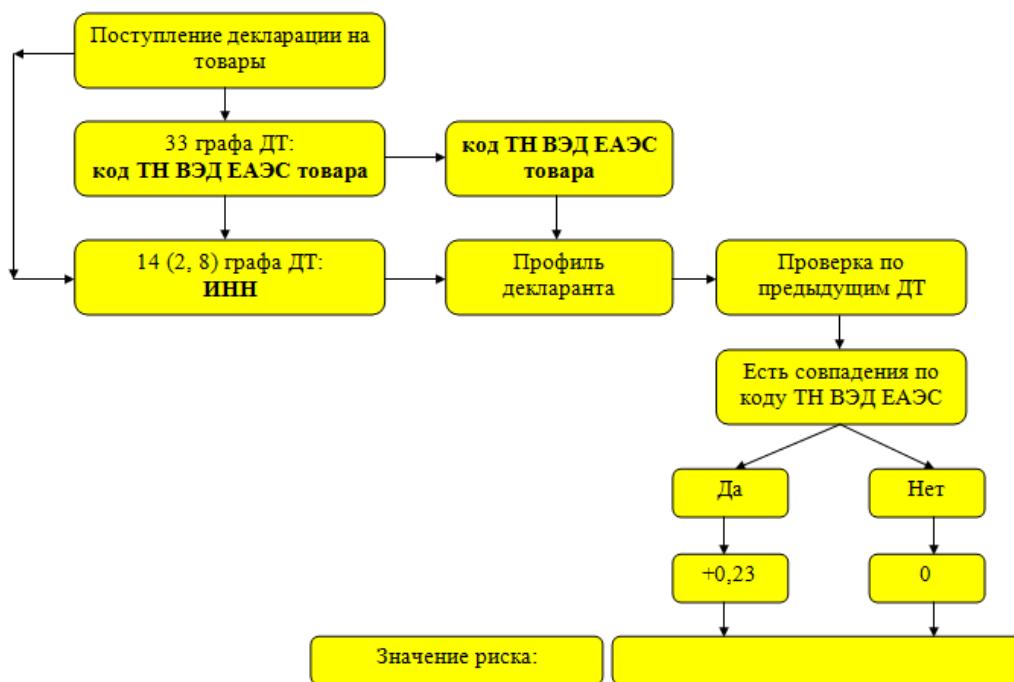 Поступление декларации на
товары
33 графа ДТ:
код ТН ВЭД ЕАЭС товара
код ТН ВЭД ЕАЭС
товара
14 (2, 8) графа ДТ:
ИНН
Профиль
декларанта
Проверка по
предыдущим ДТ
Есть совпадения по
коду ТН ВЭД ЕАЭС
Да
Нет
+0,23
0
Значение риска: